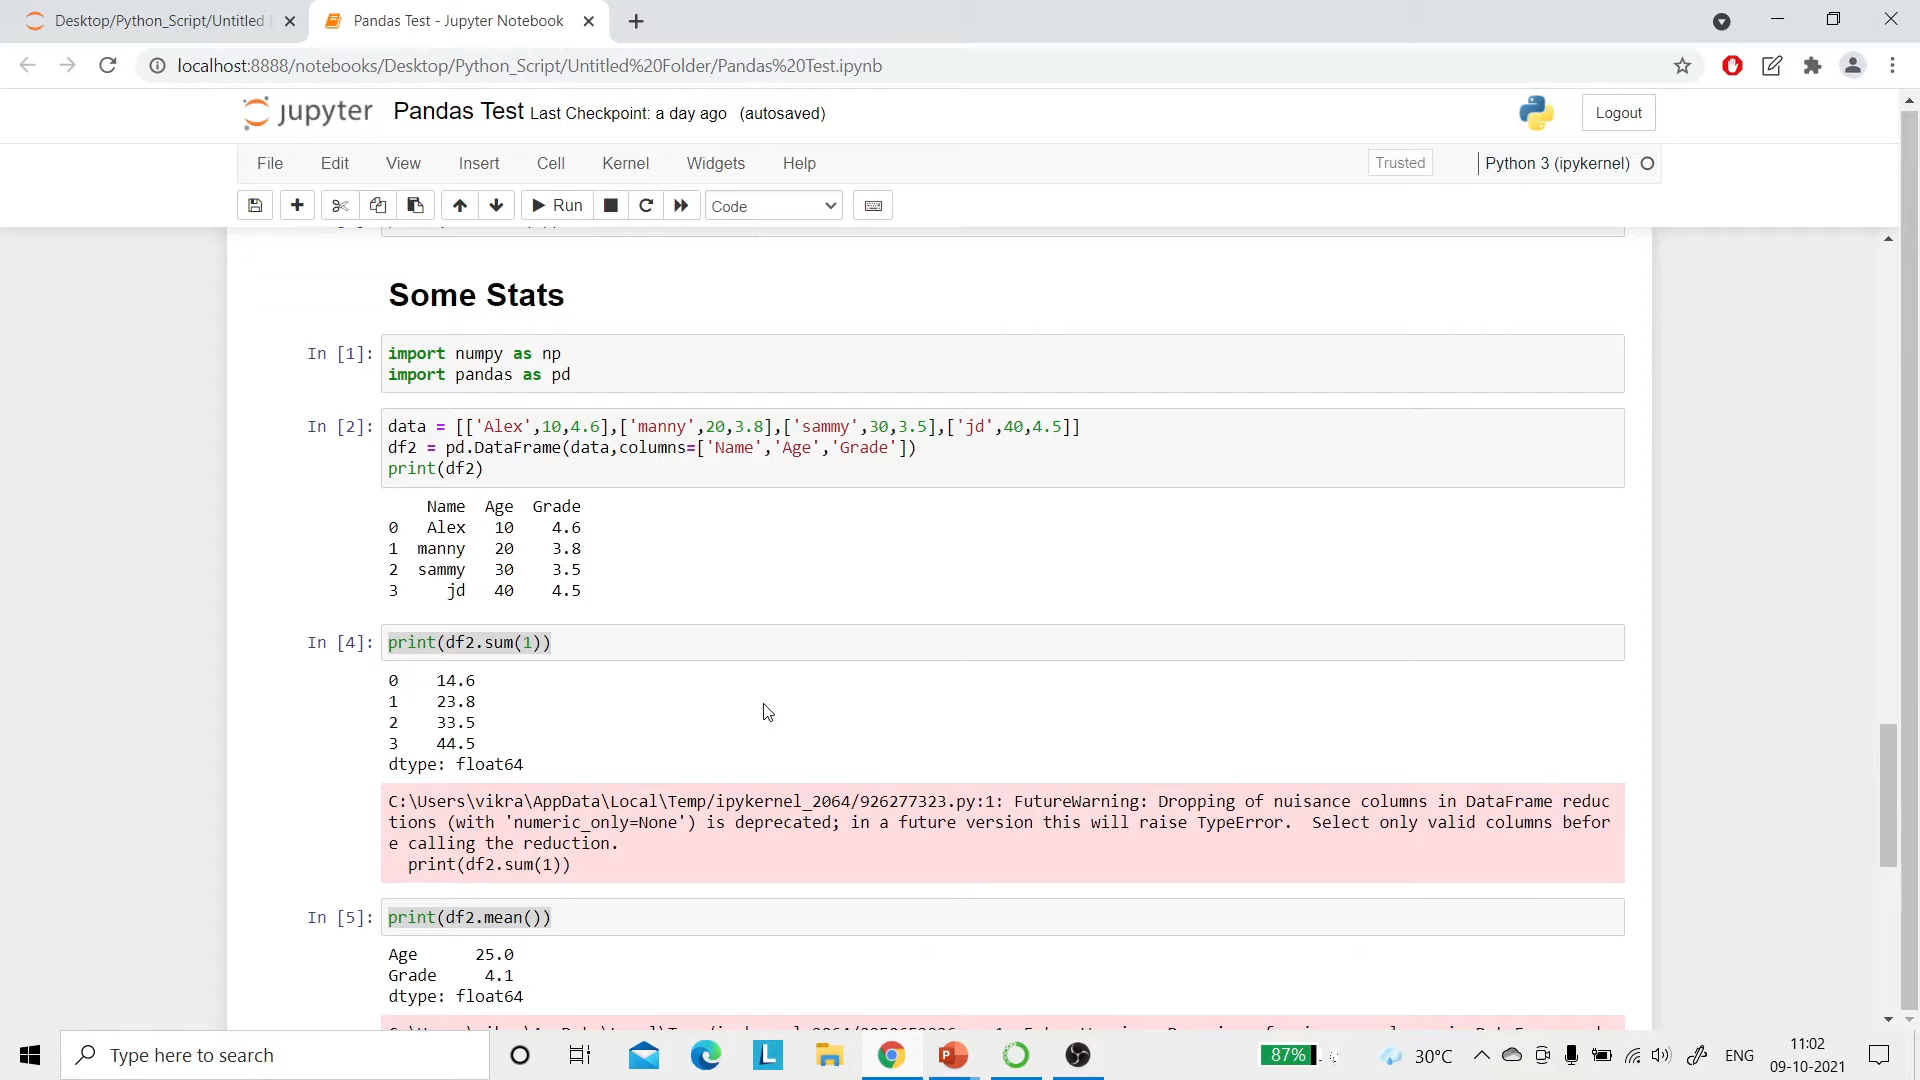 Desktop/Python_Script/Untitled
Pandas Test - Jupyter Notebook
localhost:8888/notebooks/Desktop/Python_Script/Untitled%20Folder/Pandas%20Test.ipynb
jupyter Pandas Test Last Checkpoint: a day ago (autosaved)
Logout
File Edit View Insert Cell Kernel Widgets Help
Trusted
Python 3 (ipykernel)
Run
Code
Some Stats
In [1]: import numpy as np
import pandas as pd
In [2]: data = [['Alex',10,4.6],['manny',20,3.8],['sammy',30,3.5],['jd',40,4.5]]
df2 = pd.DataFrame(data,columns=['Name','Age','Grade'])
print(df2)
Name Age Grade
0 Alex 10 4.6
1 manny 20 3.8
2 sammy 30 3.5
3 jd 40 4.5
In [4]: print(df2.sum(1))
0 14.6
1 23.8
2 33.5
3 44.5
dtype: float64
C:\Users\vikra\AppData\Local\Temp/ipykernel_2064/926277323.py:1: FutureWarning: Dropping of nuisance columns in DataFrame reduc
tions (with 'numeric_only=None') is deprecated; in a future version this will raise TypeError.  Select only valid columns befor
e calling the reduction.
print(df2.sum(1))
In [5]: print(df2.mean())
Age 25.0
Grade 4.1
dtype: float64
Type here to search
87%
30°C
ENG
11:02
09-10-2021